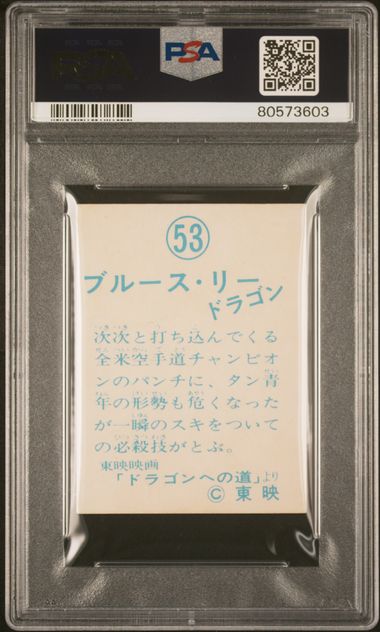 PSA
80573603
53
ブルース・リー
ドラゴン
次次と打ち込んでくる
全米空手道チャンピオ
ンのパンチに、タン青
年の形勢も危くなった
が一瞬のスキをついて
の必殺技がとぶ。
東映映画
「ドラゴンへの道」より
©東映